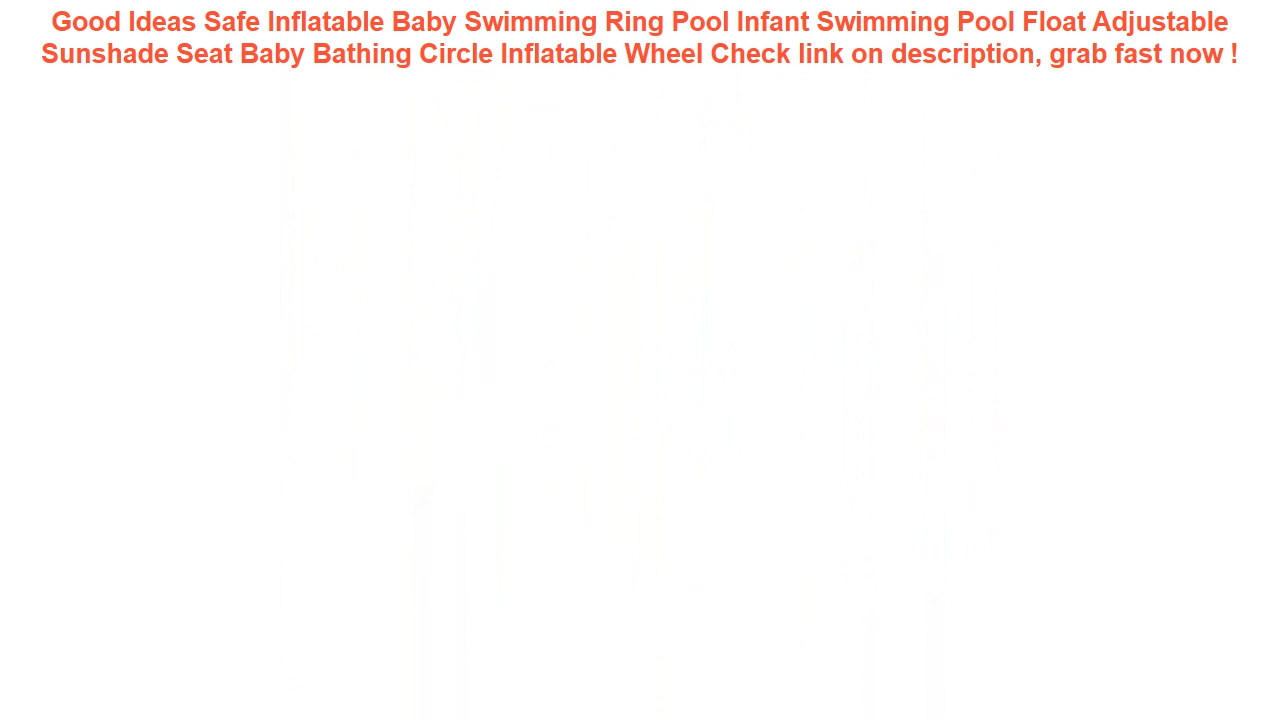 Good Ideas Safe Inflatable Baby Swimming Ring Pool Infant Swimming Pool Float Adjustable
Sunshade Seat Baby Bathing Circle Inflatable Wheel Check link on description, grab fast now !